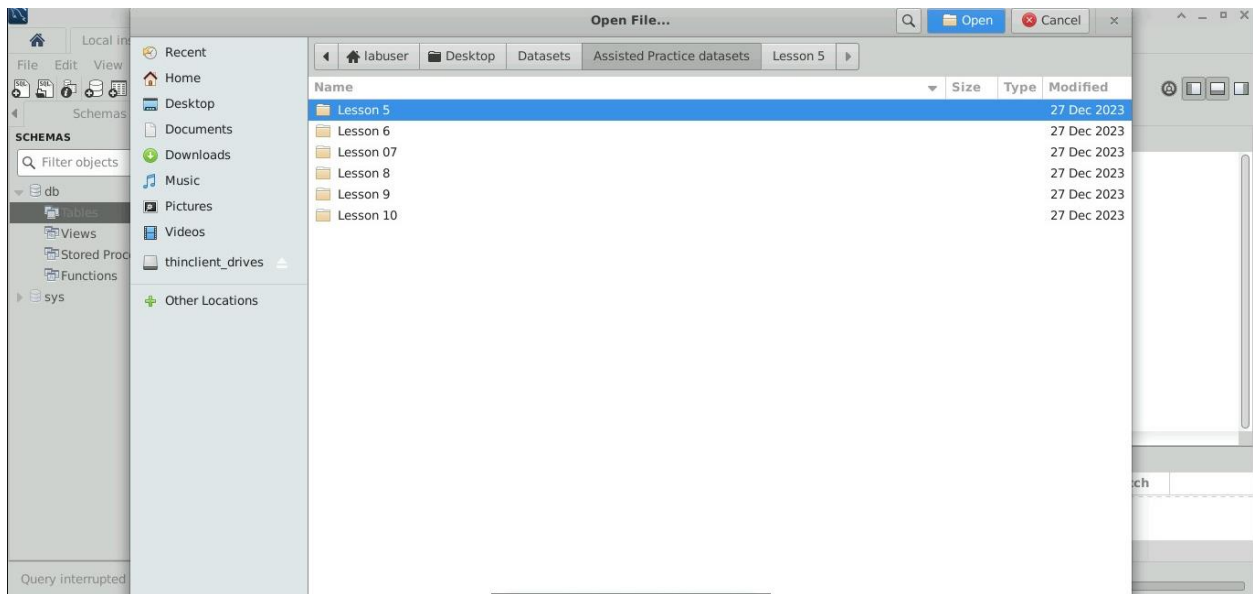 Open File...
Open
Cancel
Local in
File Edit View
Schemas
SCHEMAS
Filter objects
db
Tables
Views
Stored Proc
Functions
sys
Query interrupted
Recent
Home
Desktop
Documents
Downloads
Music
Pictures
Videos
thinclient_drives
Other Locations
labuser Desktop Datasets Assisted Practice datasets Lesson 5
Name Size Type Modified
Lesson 5 27 Dec 2023
Lesson 6 27 Dec 2023
Lesson 07 27 Dec 2023
Lesson 8 27 Dec 2023
Lesson 9 27 Dec 2023
Lesson 10 27 Dec 2023